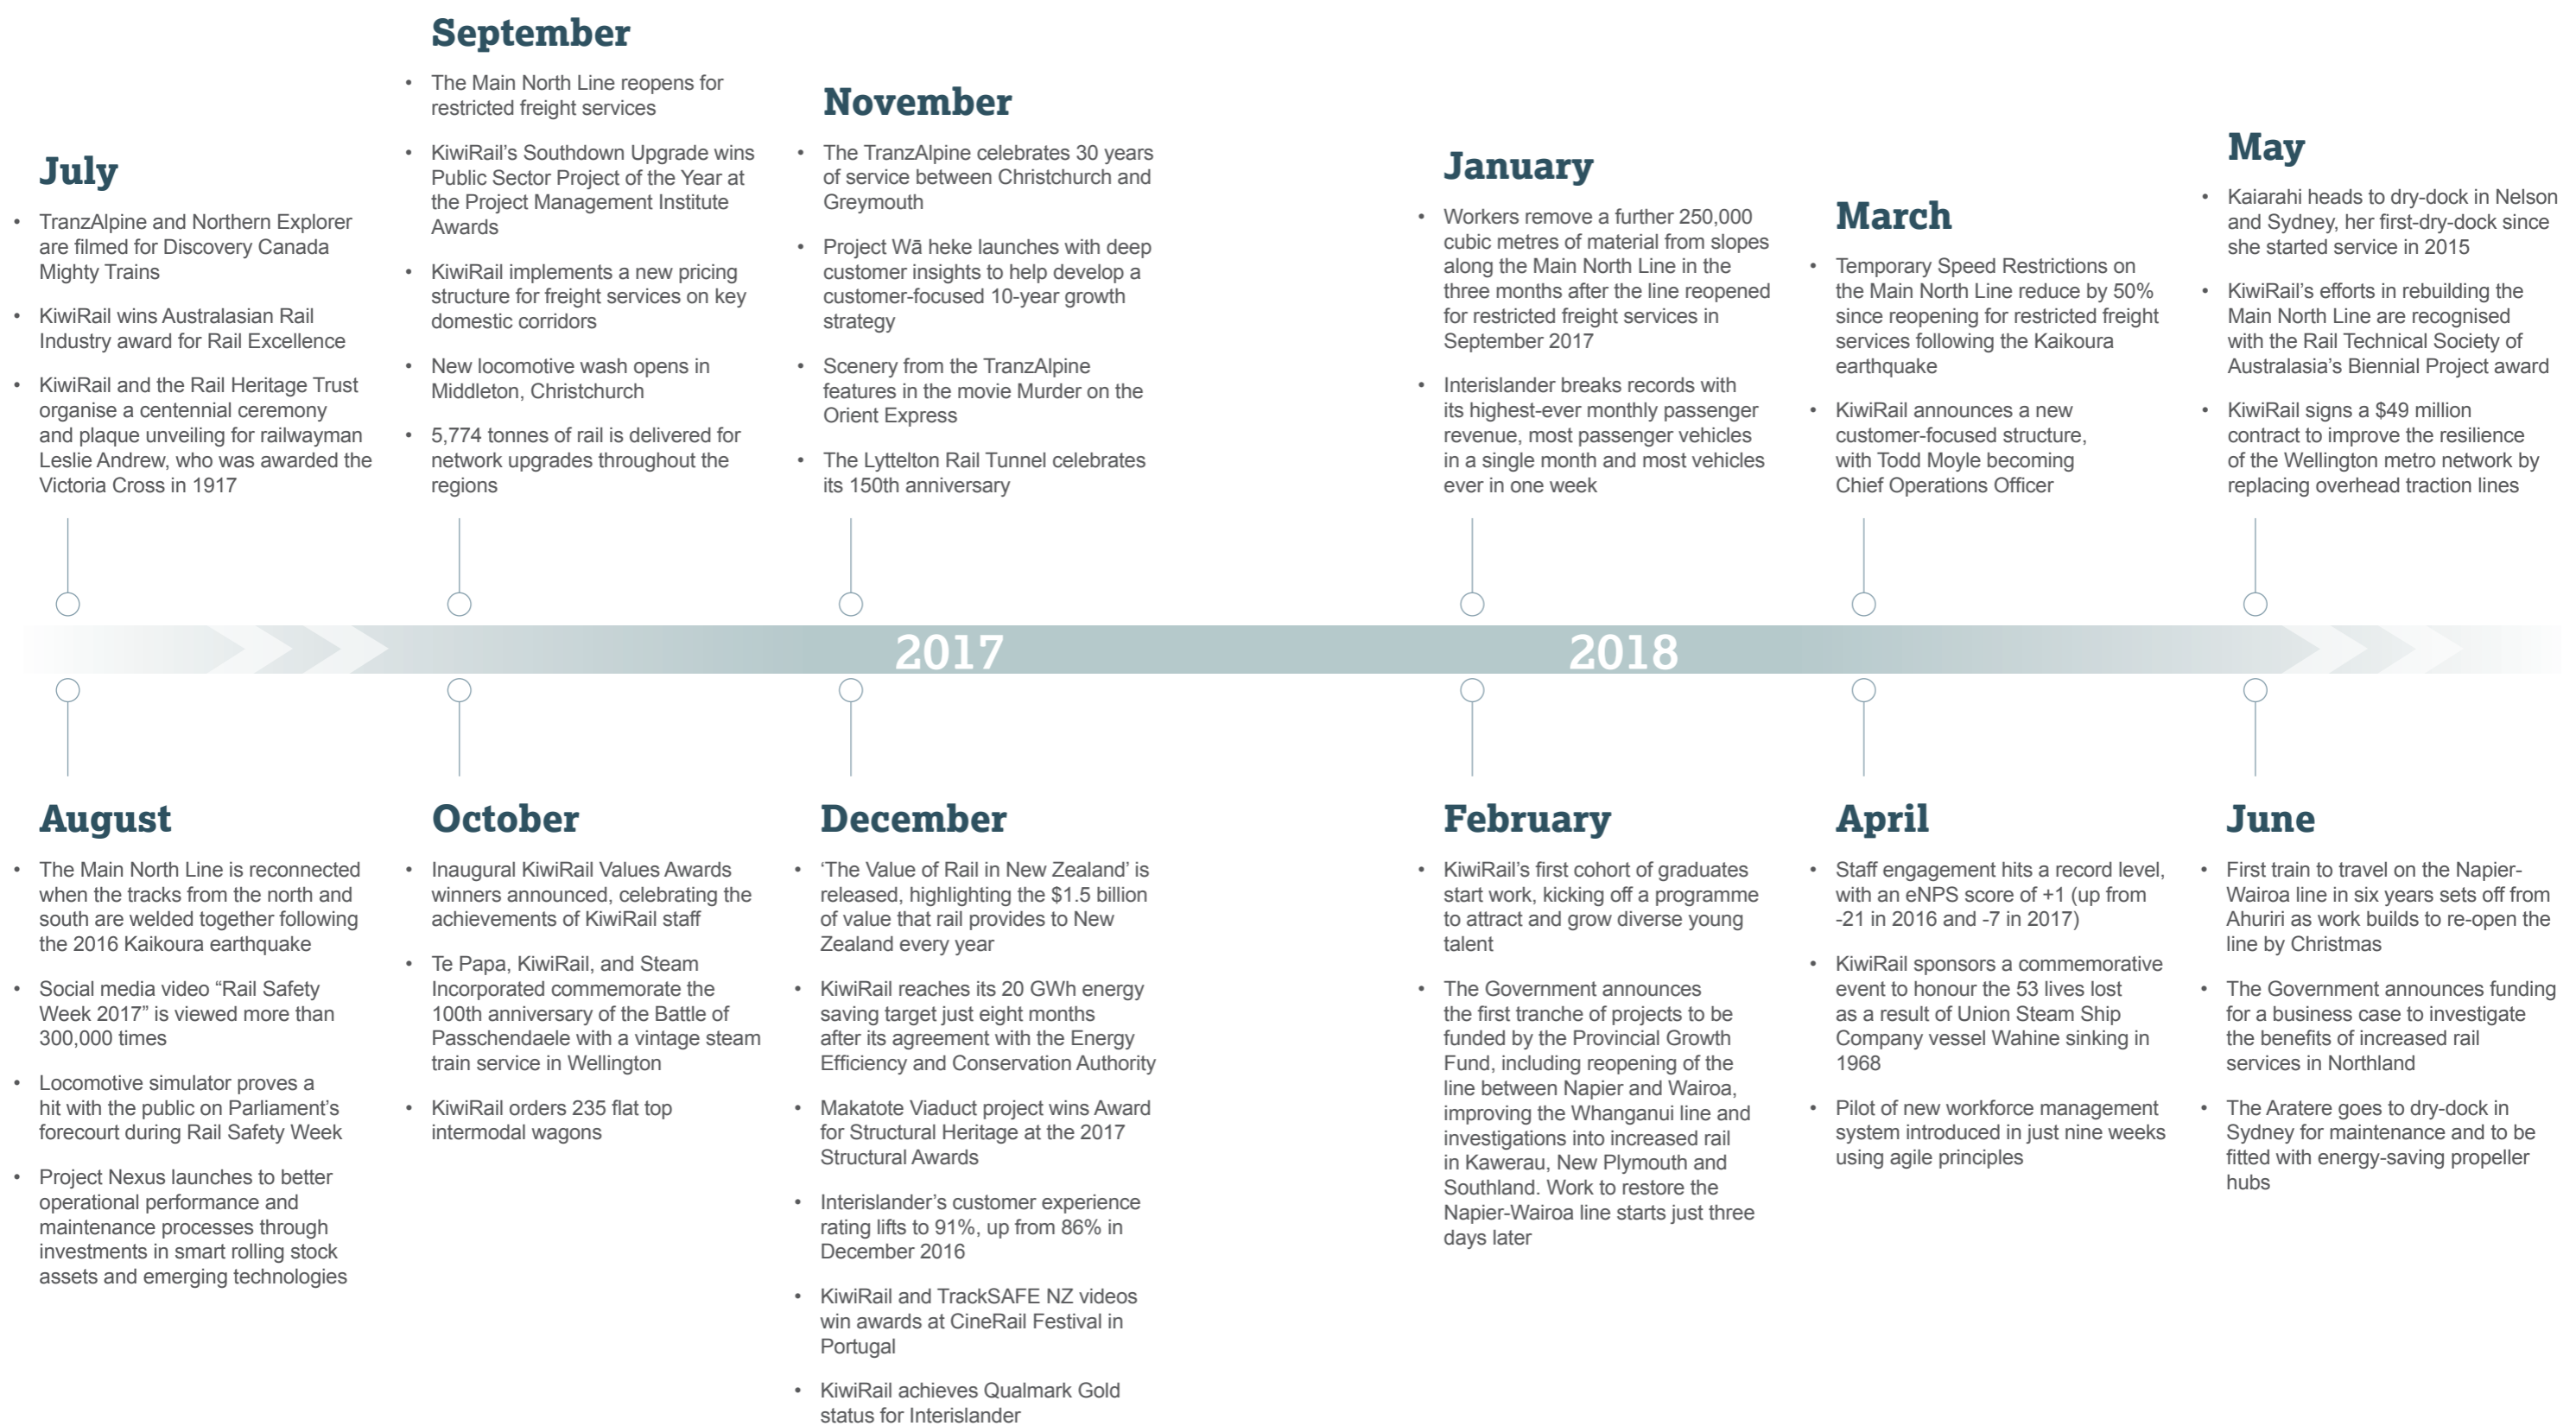 July
• TranzAlpine and Northern Explorer
are filmed for Discovery Canada
Mighty Trains
• KiwiRail wins Australasian Rail
Industry award for Rail Excellence
• KiwiRail and the Rail Heritage Trust
organise a centennial ceremony
and plaque unveiling for railwayman
Leslie Andrew, who was awarded the
Victoria Cross in 1917
September
• The Main North Line reopens for
restricted freight services
• KiwiRail’s Southdown Upgrade wins
Public Sector Project of the Year at
the Project Management Institute
Awards
• KiwiRail implements a new pricing
structure for freight services on key
domestic corridors
• New locomotive wash opens in
Middleton, Christchurch
• 5,774 tonnes of rail is delivered for
network upgrades throughout the
regions
November
• The TranzAlpine celebrates 30 years
of service between Christchurch and
Greymouth
• Project Wā heke launches with deep
customer insights to help develop a
customer-focused 10-year growth
strategy
• Scenery from the TranzAlpine
features in the movie Murder on the
Orient Express
• The Lyttelton Rail Tunnel celebrates
its 150th anniversary
January
• Workers remove a further 250,000
cubic metres of material from slopes
along the Main North Line in the
three months after the line reopened
for restricted freight services in
September 2017
• Interislander breaks records with
its highest-ever monthly passenger
revenue, most passenger vehicles
in a single month and most vehicles
ever in one week
March
• Temporary Speed Restrictions on
the Main North Line reduce by 50%
since reopening for restricted freight
services following the Kaikoura
earthquake
• KiwiRail announces a new
customer-focused structure,
with Todd Moyle becoming
Chief Operations Officer
May
• Kaiarahi heads to dry-dock in Nelson
and Sydney, her first-dry-dock since
she started service in 2015
• KiwiRail’s efforts in rebuilding the
Main North Line are recognised
with the Rail Technical Society of
Australasia’s Biennial Project award
• KiwiRail signs a $49 million
contract to improve the resilience
of the Wellington metro network by
replacing overhead traction lines
2017
2018
August
• The Main North Line is reconnected
when the tracks from the north and
south are welded together following
the 2016 Kaikoura earthquake
• Social media video “Rail Safety
Week 2017” is viewed more than
300,000 times
• Locomotive simulator proves a
hit with the public on Parliament’s
forecourt during Rail Safety Week
• Project Nexus launches to better
operational performance and
maintenance processes through
investments in smart rolling stock
assets and emerging technologies
October
• Inaugural KiwiRail Values Awards
winners announced, celebrating the
achievements of KiwiRail staff
• Te Papa, KiwiRail, and Steam
Incorporated commemorate the
100th anniversary of the Battle of
Passchendaele with a vintage steam
train service in Wellington
• KiwiRail orders 235 flat top
intermodal wagons
December
• ‘The Value of Rail in New Zealand’ is
released, highlighting the $1.5 billion
of value that rail provides to New
Zealand every year
• KiwiRail reaches its 20 GWh energy
saving target just eight months
after its agreement with the Energy
Efficiency and Conservation Authority
• Makatote Viaduct project wins Award
for Structural Heritage at the 2017
Structural Awards
• Interislander’s customer experience
rating lifts to 91%, up from 86% in
December 2016
• KiwiRail and TrackSAFE NZ videos
win awards at CineRail Festival in
Portugal
• KiwiRail achieves Qualmark Gold
status for Interislander
February
• KiwiRail’s first cohort of graduates
start work, kicking off a programme
to attract and grow diverse young
talent
• The Government announces
the first tranche of projects to be
funded by the Provincial Growth
Fund, including reopening of the
line between Napier and Wairoa,
improving the Whanganui line and
investigations into increased rail
in Kawerau, New Plymouth and
Southland. Work to restore the
Napier-Wairoa line starts just three
days later
April
• Staff engagement hits a record level,
with an eNPS score of +1 (up from
-21 in 2016 and -7 in 2017)
• KiwiRail sponsors a commemorative
event to honour the 53 lives lost
as a result of Union Steam Ship
Company vessel Wahine sinking in
1968
• Pilot of new workforce management
system introduced in just nine weeks
using agile principles
June
• First train to travel on the Napier-
Wairoa line in six years sets off from
Ahuriri as work builds to re-open the
line by Christmas
• The Government announces funding
for a business case to investigate
the benefits of increased rail
services in Northland
• The Aratere goes to dry-dock in
Sydney for maintenance and to be
fitted with energy-saving propeller
hubs